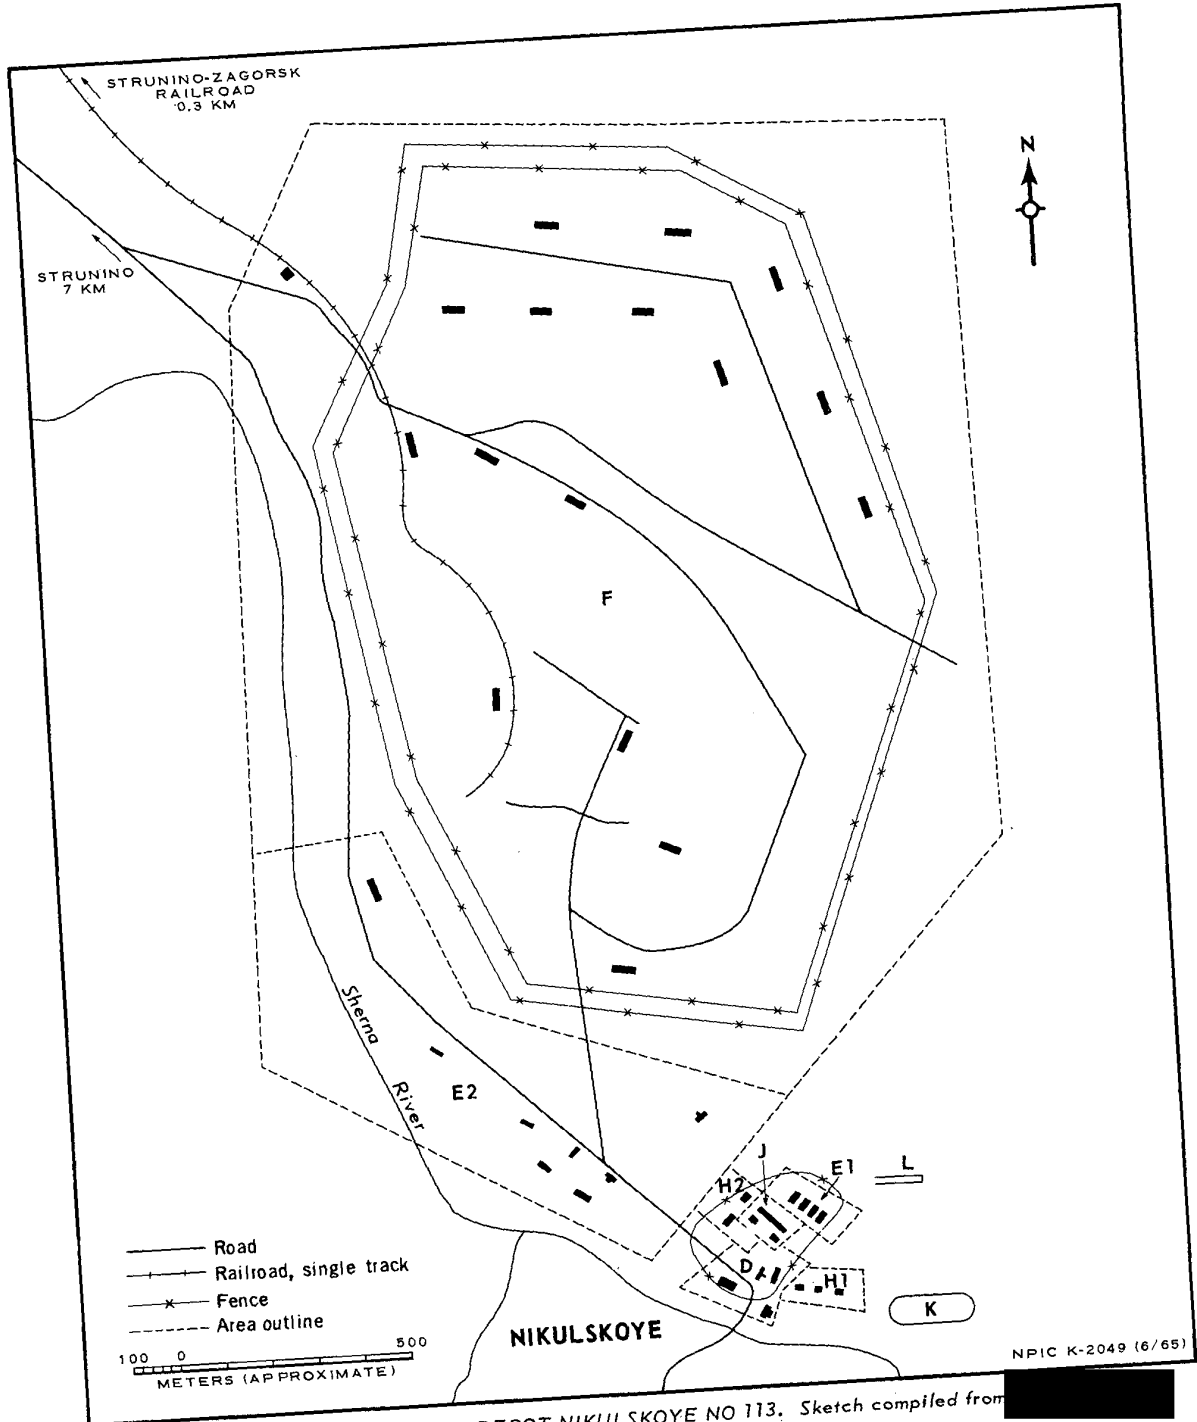 STRUNINO-ZAGORSK
RAILROAD
0.3 KM
N
STRUNINO
7 KM
F
Sherna
River
E2
J
E1
L
H2
D
H1
K
Road
Railroad, single track
Fence
Area outline
100 0 500
METERS (APPROXIMATE)
NIKULSKOYE
NPIC K-2049 (6/65)
DEPOT NIKULSKOYE NO 113. Sketch compiled from